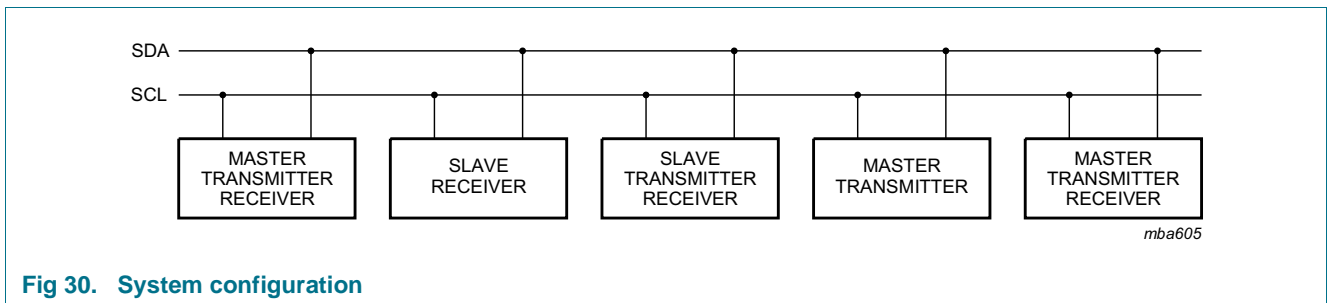 SDA
SCL
MASTER
TRANSMITTER
RECEIVER
SLAVE
RECEIVER
SLAVE
TRANSMITTER
RECEIVER
MASTER
TRANSMITTER
MASTER
TRANSMITTER
RECEIVER
mba605
Fig 30. System configuration